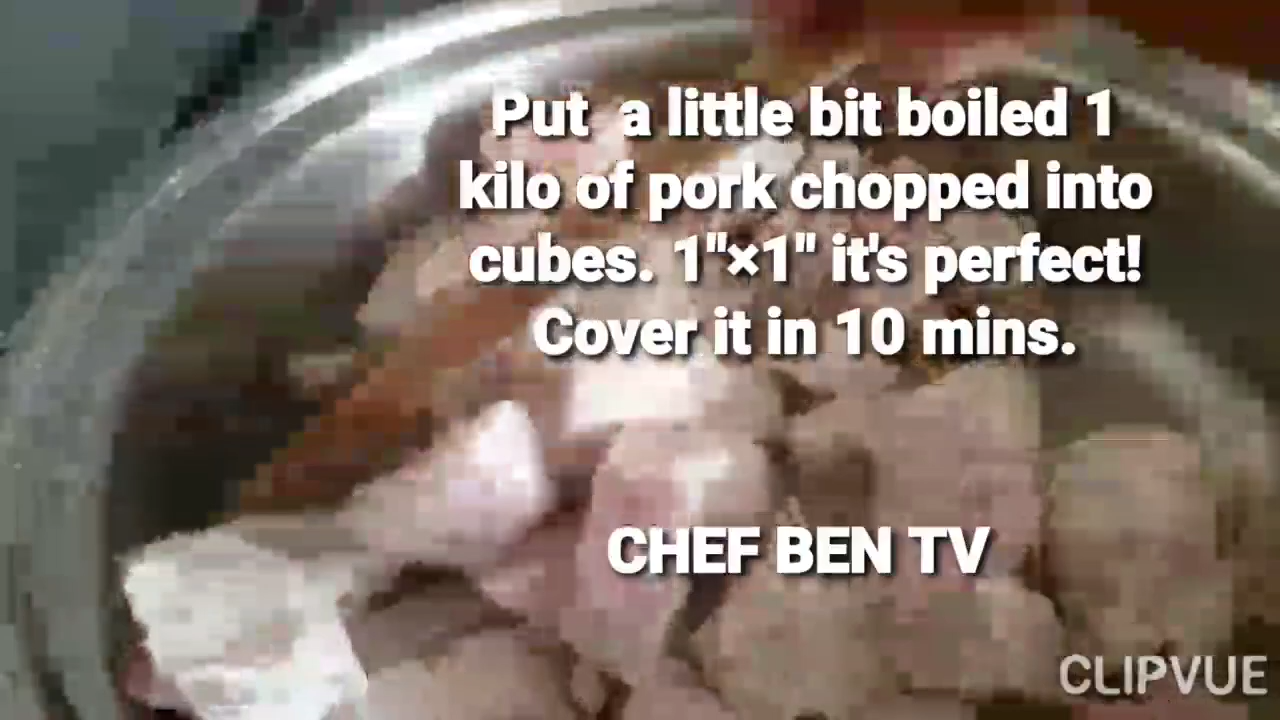 Put a little bit boiled 1
kilo of pork chopped into
cubes. 1"×1" it's perfect!
Cover it in 10 mins.
CHEF BEN TV
CLIPVUE